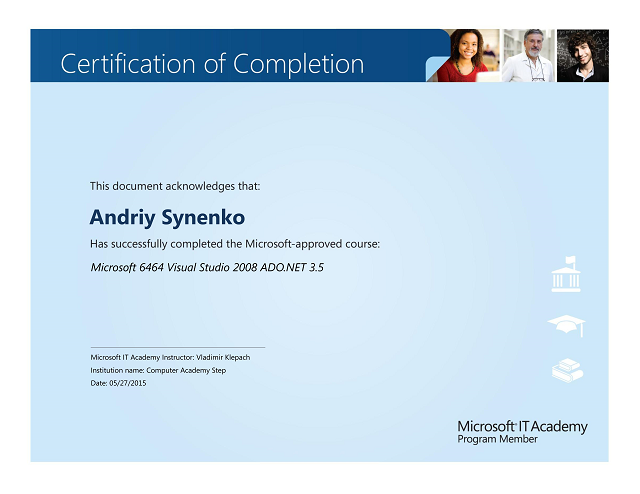 Certification of Completion
This document acknowledges that:
Andriy Synenko
Has successfully completed the Microsoft-approved course:
Microsoft 6464 Visual Studio 2008 ADO.NET 3.5
Microsoft IT Academy Instructor: Vladimir Klepach
Institution name: Computer Academy Step
Date: 05/27/2015
Microsoft® IT Academy
Program Member